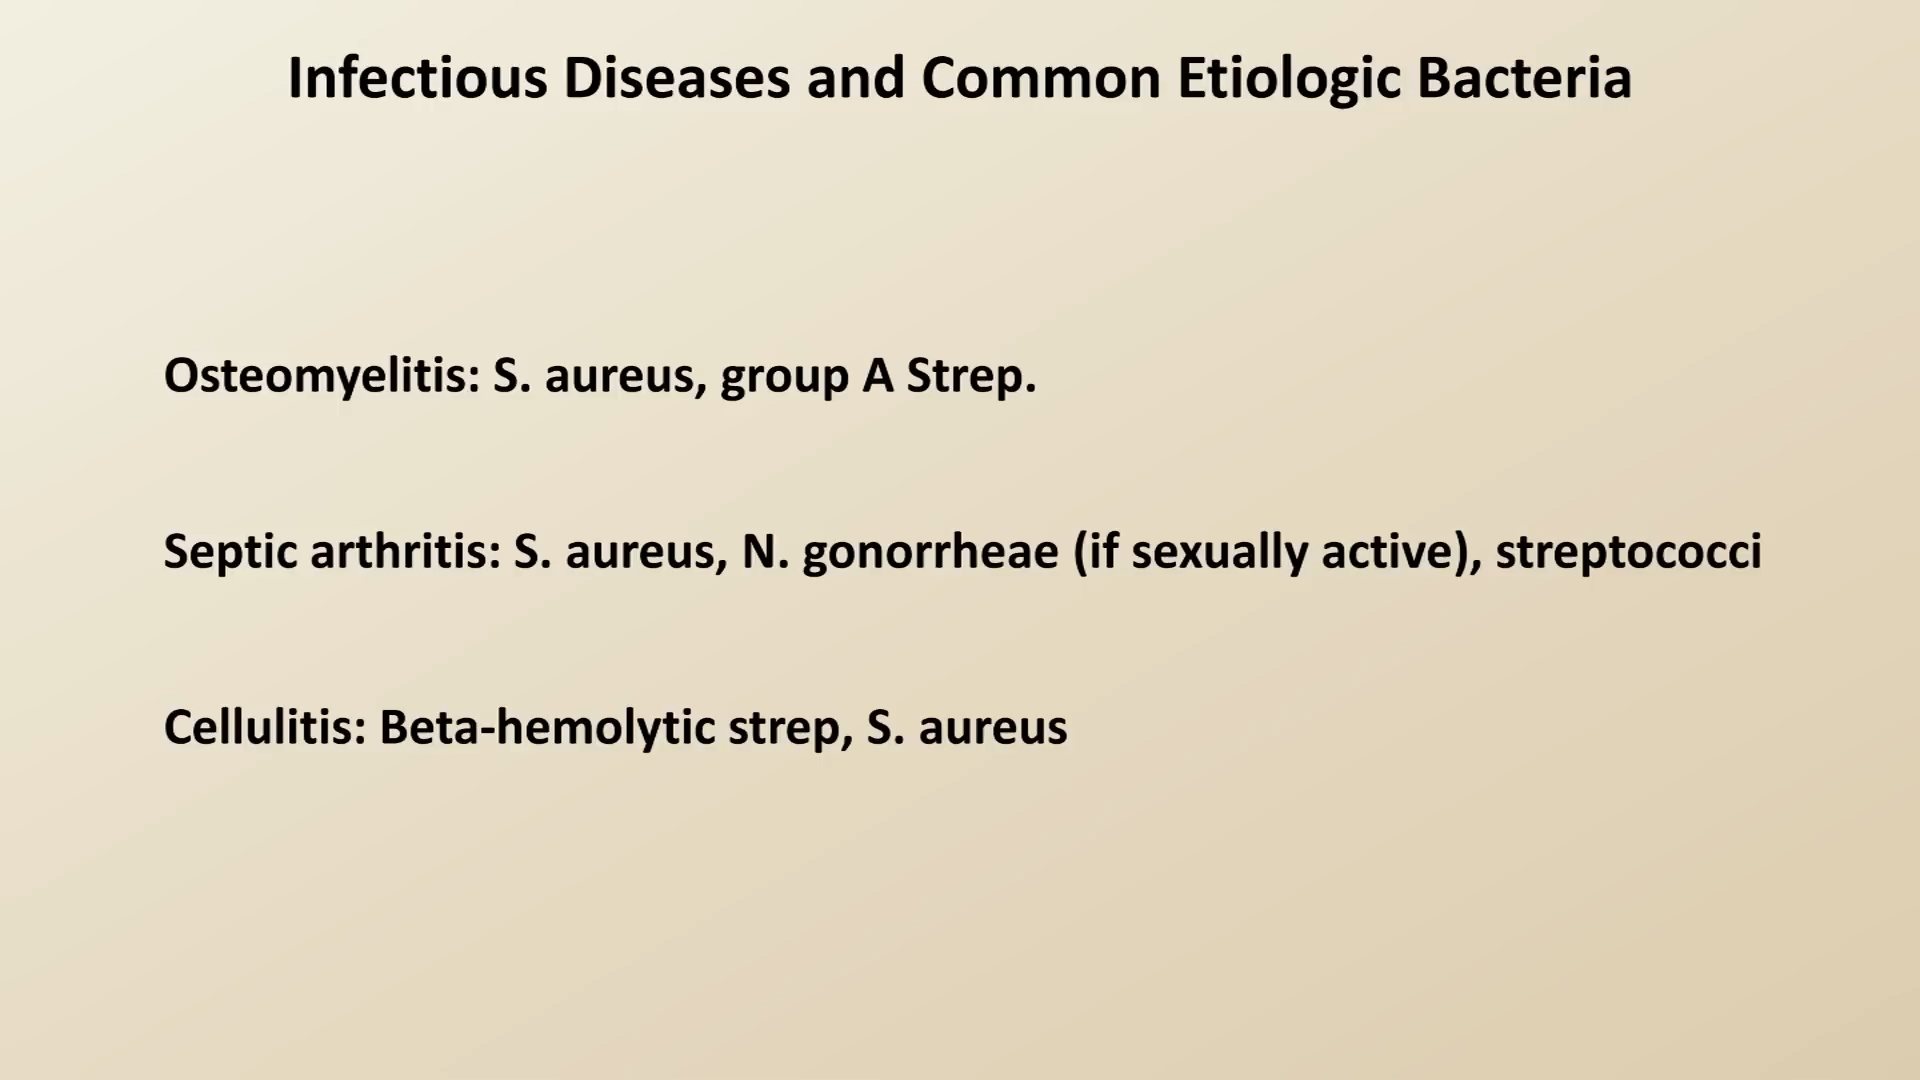 Infectious Diseases and Common Etiologic Bacteria
Osteomyelitis: S. aureus, group A Strep.
Septic arthritis: S. aureus, N. gonorrheae (if sexually active), streptococci
Cellulitis: Beta-hemolytic strep, S. aureus